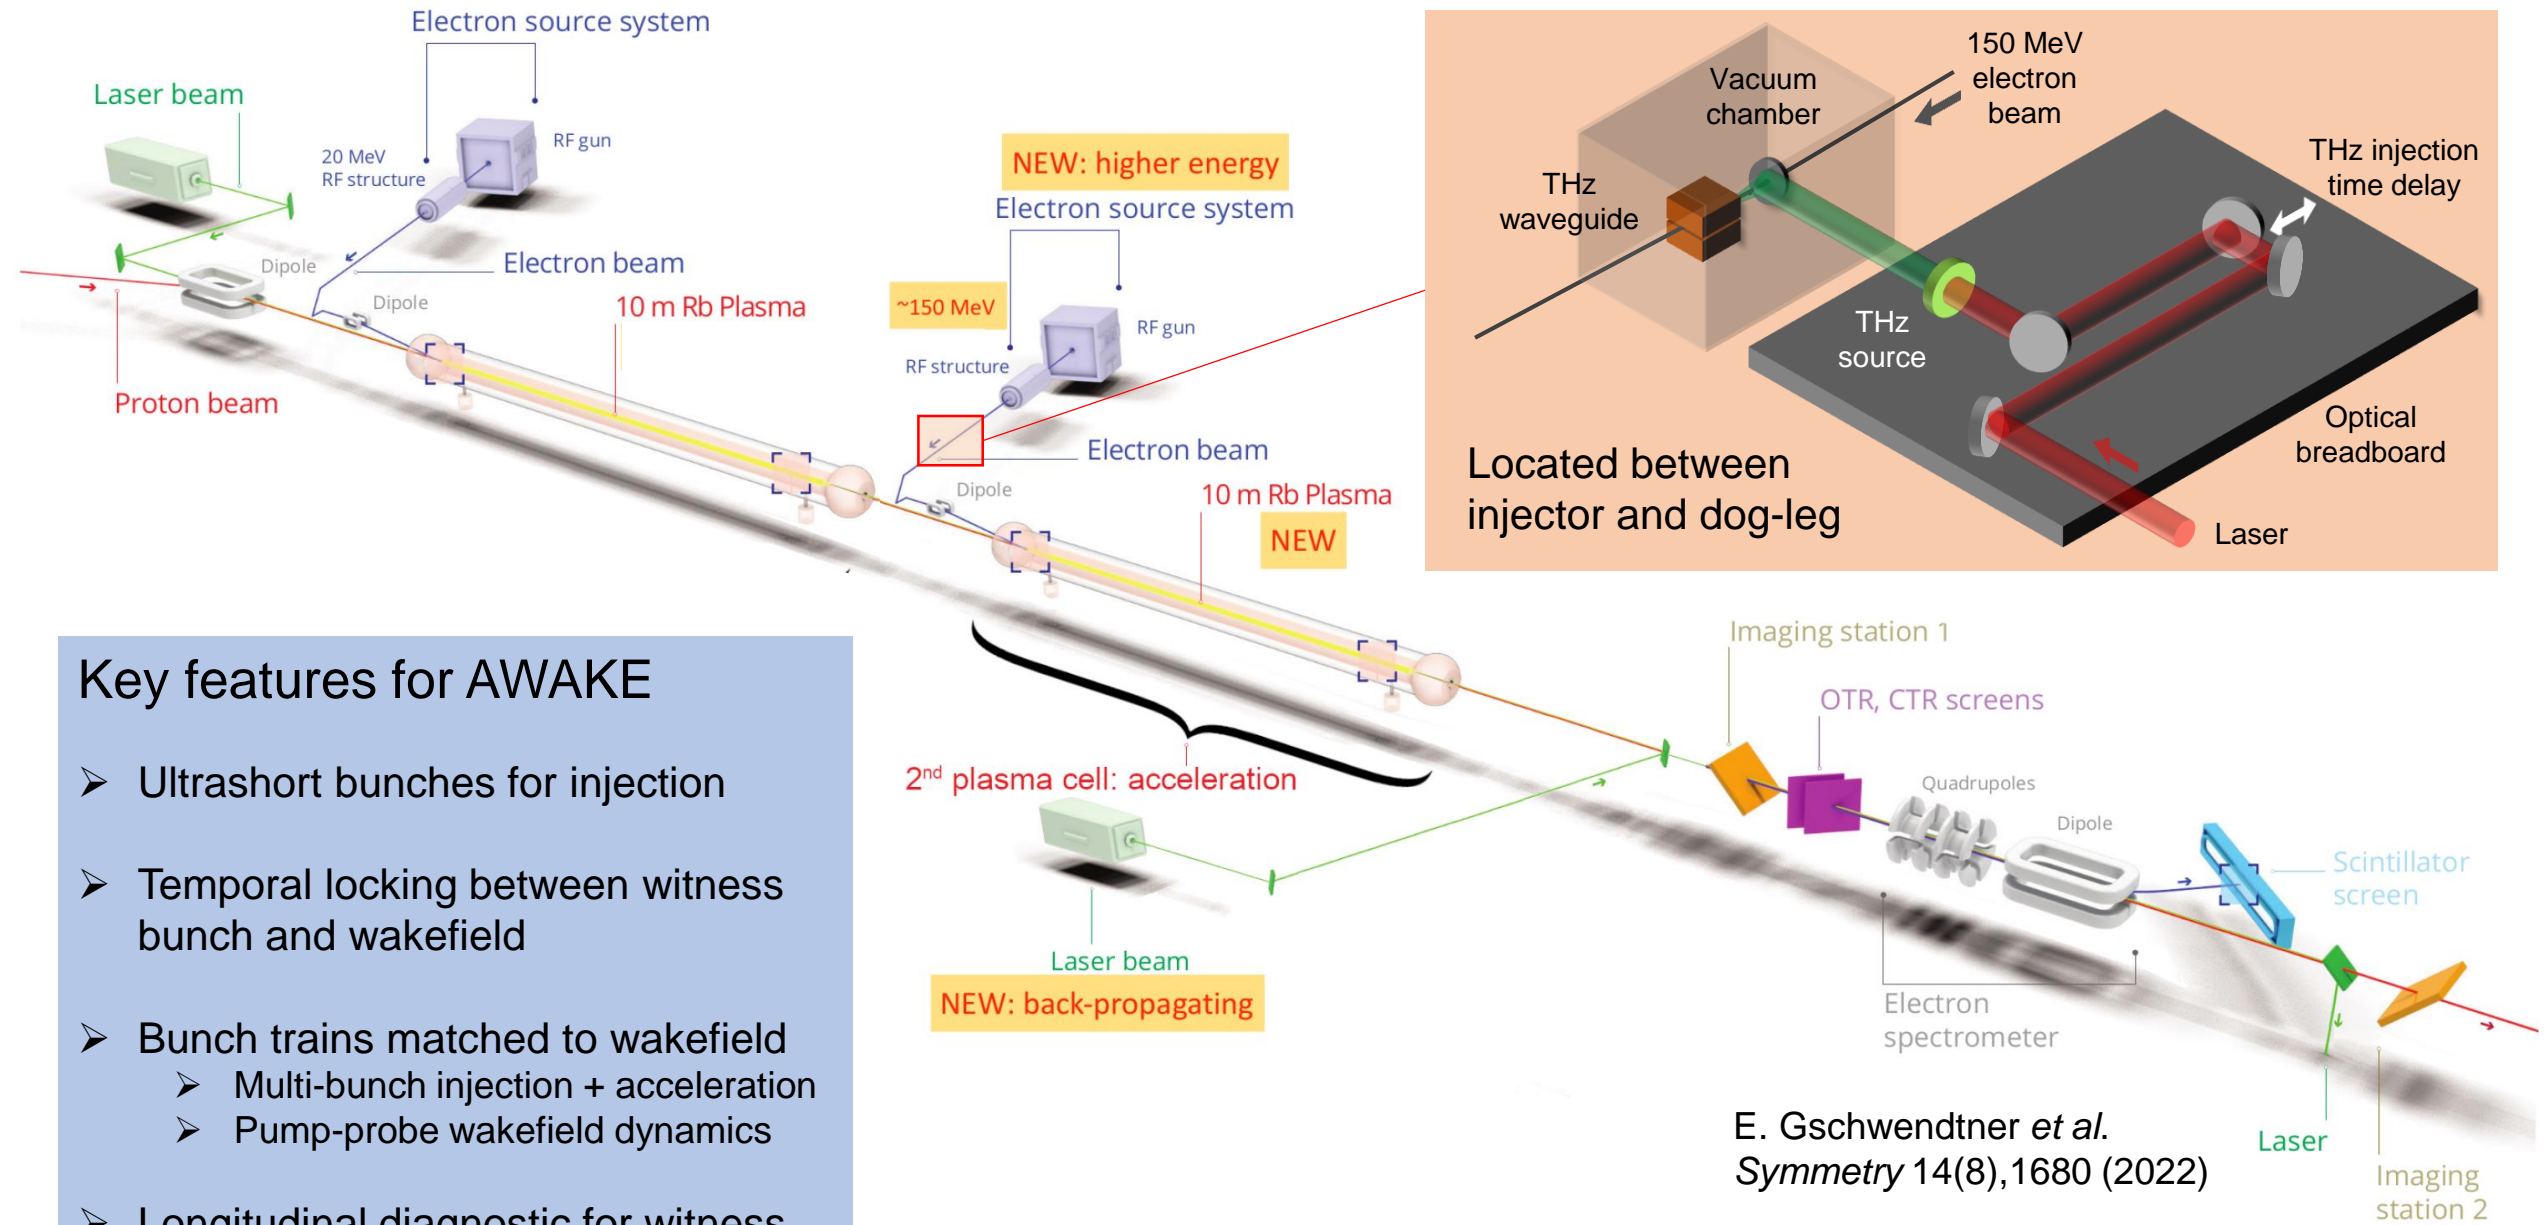 Electron source system
Laser beam
20 MeV
RF structure
RF gun
Dipole
Electron beam
Dipole
10 m Rb Plasma
Proton beam
NEW: higher energy
Electron source system
~150 MeV
RF gun
RF structure
Electron beam
Dipole
10 m Rb Plasma
NEW
150 MeV
electron
beam
Vacuum
chamber
THz injection
time delay
THz
waveguide
THz
source
Optical
breadboard
Located between
injector and dog-leg
Laser
Key features for AWAKE
➢ Ultrashort bunches for injection
➢ Temporal locking between witness
bunch and wakefield
➢ Bunch trains matched to wakefield
➢ Multi-bunch injection + acceleration
➢ Pump-probe wakefield dynamics
➢ Longitudinal diagnostic for witness
2nd plasma cell: acceleration
Laser beam
NEW: back-propagating
Imaging station 1
OTR, CTR screens
Quadrupoles
Dipole
Scintillator
screen
Electron
spectrometer
Laser
Imaging
station 2
E. Gschwendtner et al.
Symmetry 14(8),1680 (2022)